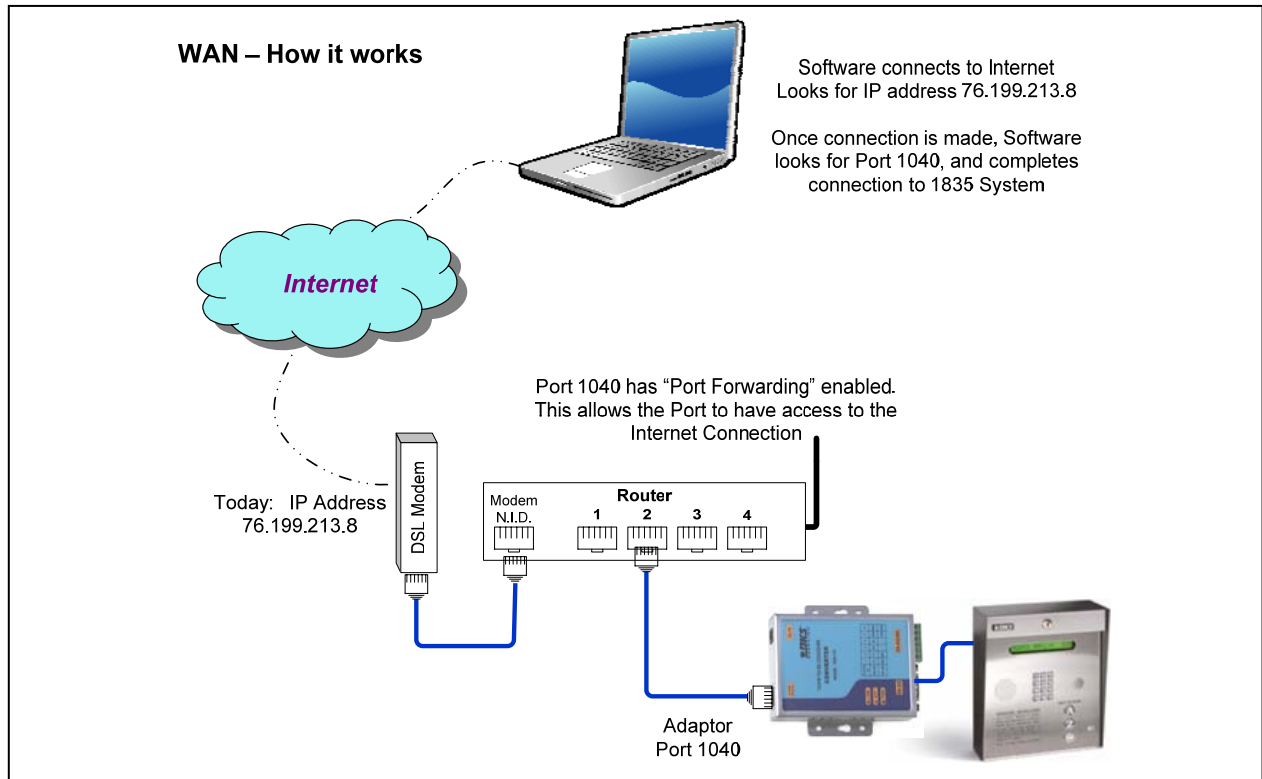 WAN – How it works
Software connects to Internet
Looks for IP address 76.199.213.8
Once connection is made, Software
looks for Port 1040, and completes
connection to 1835 System
Internet
Port 1040 has “Port Forwarding” enabled.
This allows the Port to have access to the
Internet Connection
Today: IP Address
76.199.213.8
DSL Modem
Modem
N.I.D.
Router
1 2 3 4
Adaptor
Port 1040
CONVERTER